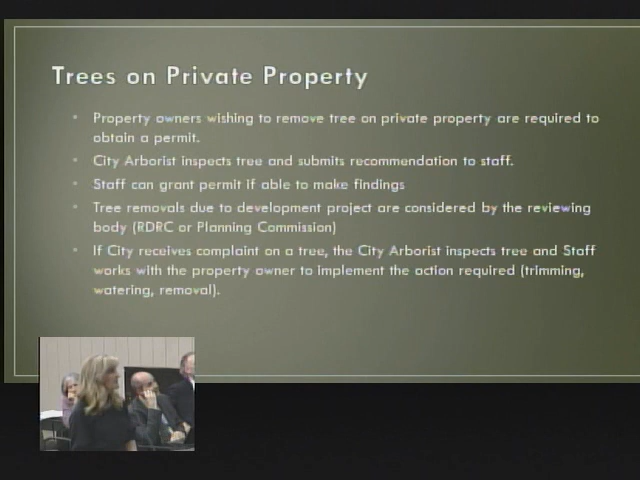 Trees on Private Property
Property owners wishing to remove tree on private property are required to
obtain a permit.
City Arborist inspects tree and submits recommendation to staff.
Staff can grant permit if able to make findings
Tree removals due to development project are considered by the reviewing
body (RDRC or Planning Commission)
If City receives complaint on a tree, the City Arborist inspects tree and Staff
works with the property owner to implement the action required (trimming,
watering, removal).